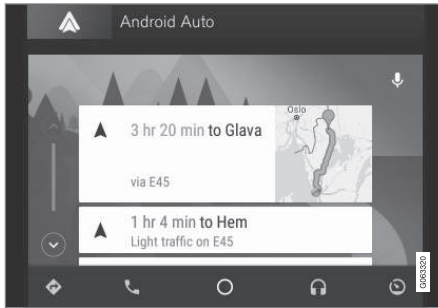 Android Auto
3 hr 20 min to Glava
via E45
Oslo
1 hr 4 min to Hem
Light traffic on E45
G063320